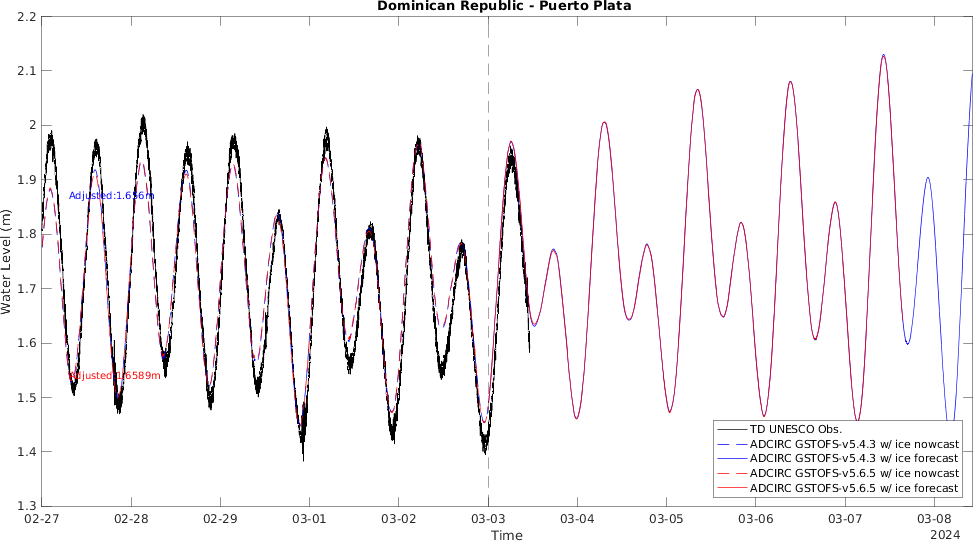 Dominican Republic - Puerto Plata
2.2
2.1
2
1.9
1.8
1.7
1.6
1.5
1.4
1.3
Water Level (m)
Adjusted:1.656m
Adjusted:1.6589m
TD UNESCO Obs.
ADCIRC GSTOFS-v5.4.3 w/ ice nowcast
ADCIRC GSTOFS-v5.4.3 w/ ice forecast
ADCIRC GSTOFS-v5.6.5 w/ ice nowcast
ADCIRC GSTOFS-v5.6.5 w/ ice forecast
02-27 02-28 02-29 03-01 03-02 03-03 03-04 03-05 03-06 03-07 03-08
Time
2024